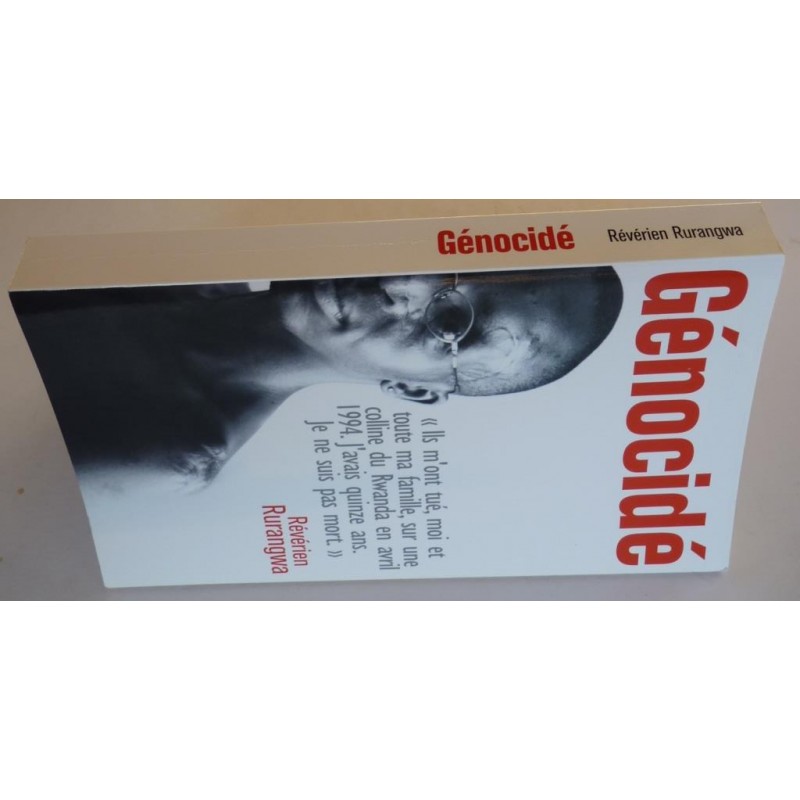 Génocidé Révérien Rurangwa
Génocidé
« Ils m'ont tué, moi et
toute ma famille, sur une
colline du Rwanda en avril
1994. J'avais quinze ans.
Je ne suis pas mort. »
Révérien
Rurangwa